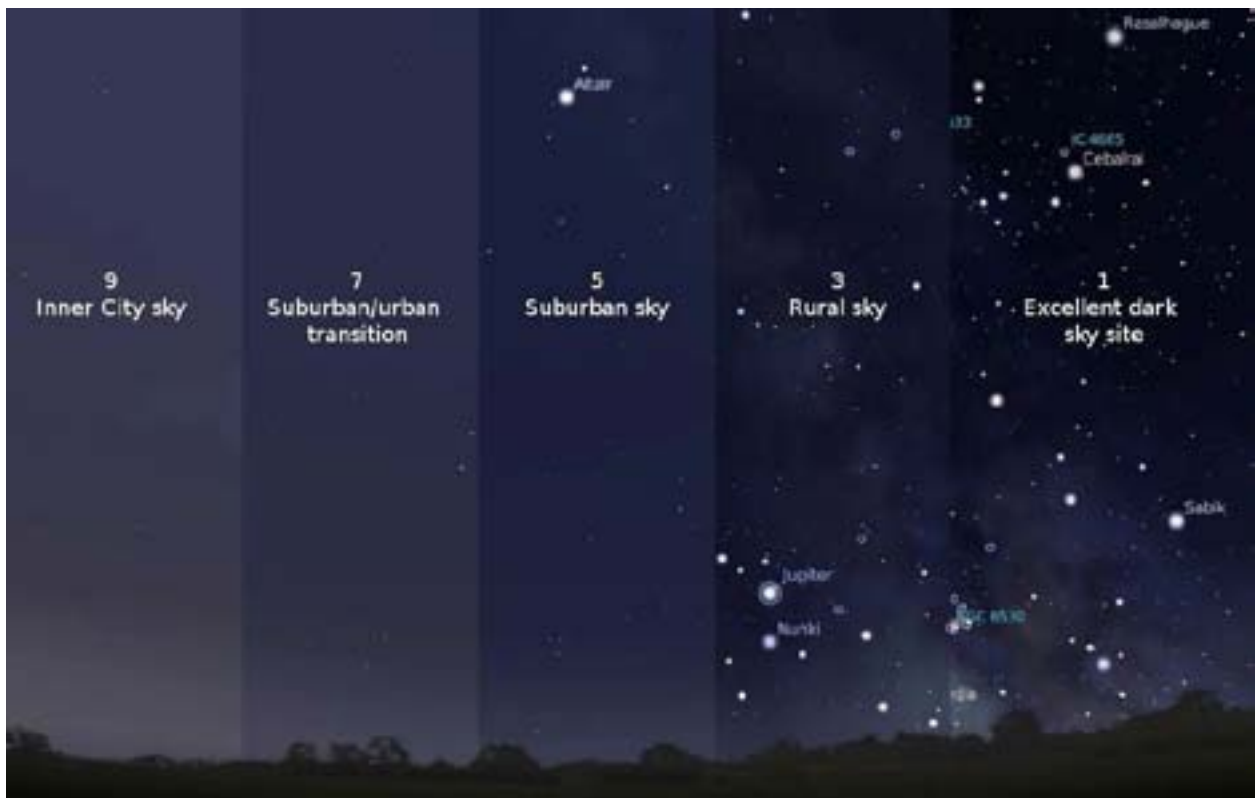 Rasalhague
Altair
IC 4665
Cebalrai
9
Inner City sky
7
Suburban/urban
transition
5
Suburban sky
3
Rural sky
1
Excellent dark
sky site
Sabik
Jupiter
Nunki